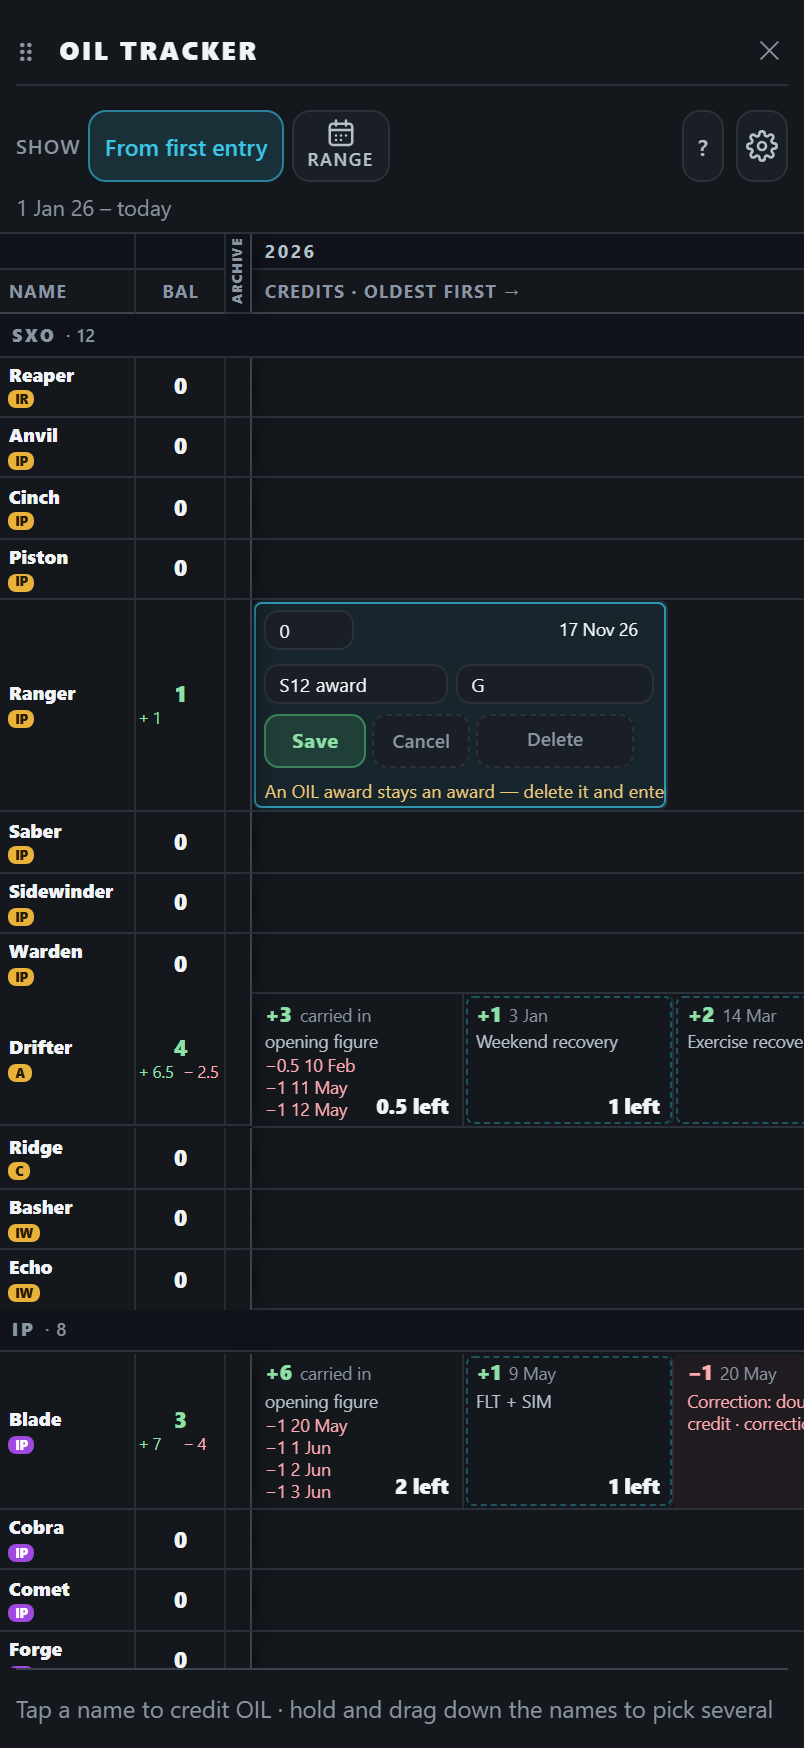 OIL TRACKER
SHOW From first entry RANGE ?
1 Jan 26 – today
ARCHIVE 2026
NAME BAL CREDITS · OLDEST FIRST →
SXO · 12
Reaper 0
IR
Anvil 0
IP
Cinch 0
IP
Piston 0
IP
0 17 Nov 26
S12 award G
Ranger 1
IP + 1
Save Cancel Delete
An OIL award stays an award — delete it and ente
Saber 0
IP
Sidewinder 0
IP
Warden 0
IP
+3 carried in +1 3 Jan +2 14 Mar
opening figure Weekend recovery Exercise recove
Drifter 4 −0.5 10 Feb
A + 6.5 − 2.5 −1 11 May
−1 12 May 0.5 left 1 left
Ridge 0
C
Basher 0
IW
Echo 0
IW
IP · 8
+6 carried in +1 9 May −1 20 May
opening figure FLT + SIM Correction: dou
Blade 3 −1 20 May credit · correctio
IP + 7 − 4 −1 1 Jun
−1 2 Jun
−1 3 Jun 2 left 1 left
Cobra 0
IP
Comet 0
IP
Forge 0
Tap a name to credit OIL · hold and drag down the names to pick several